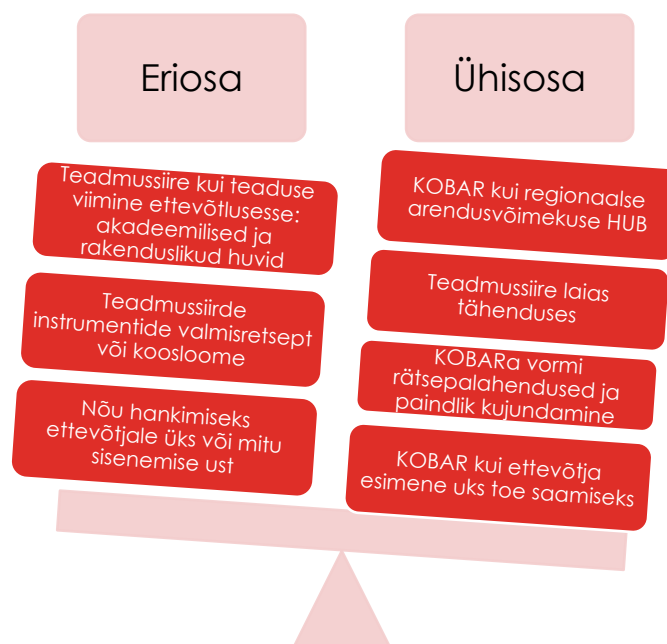 Eriosa
Teadmussiire kui teaduse
viimine ettevõtlusesse:
akadeemilised ja
rakenduslikud huvid
Teadmussiirde
instrumentide valmisretsept
või koosloome
Nõu hankimiseks
ettevõtjale üks või mitu
sisenemise ust
Ühisosa
KOBAR kui regionaalse
arendusvõimekuse HUB
Teadmussiire laias
tähenduses
KOBARa vormi
rätsepalahendused ja
paindlik kujundamine
KOBAR kui ettevõtja
esimene uks toe saamiseks